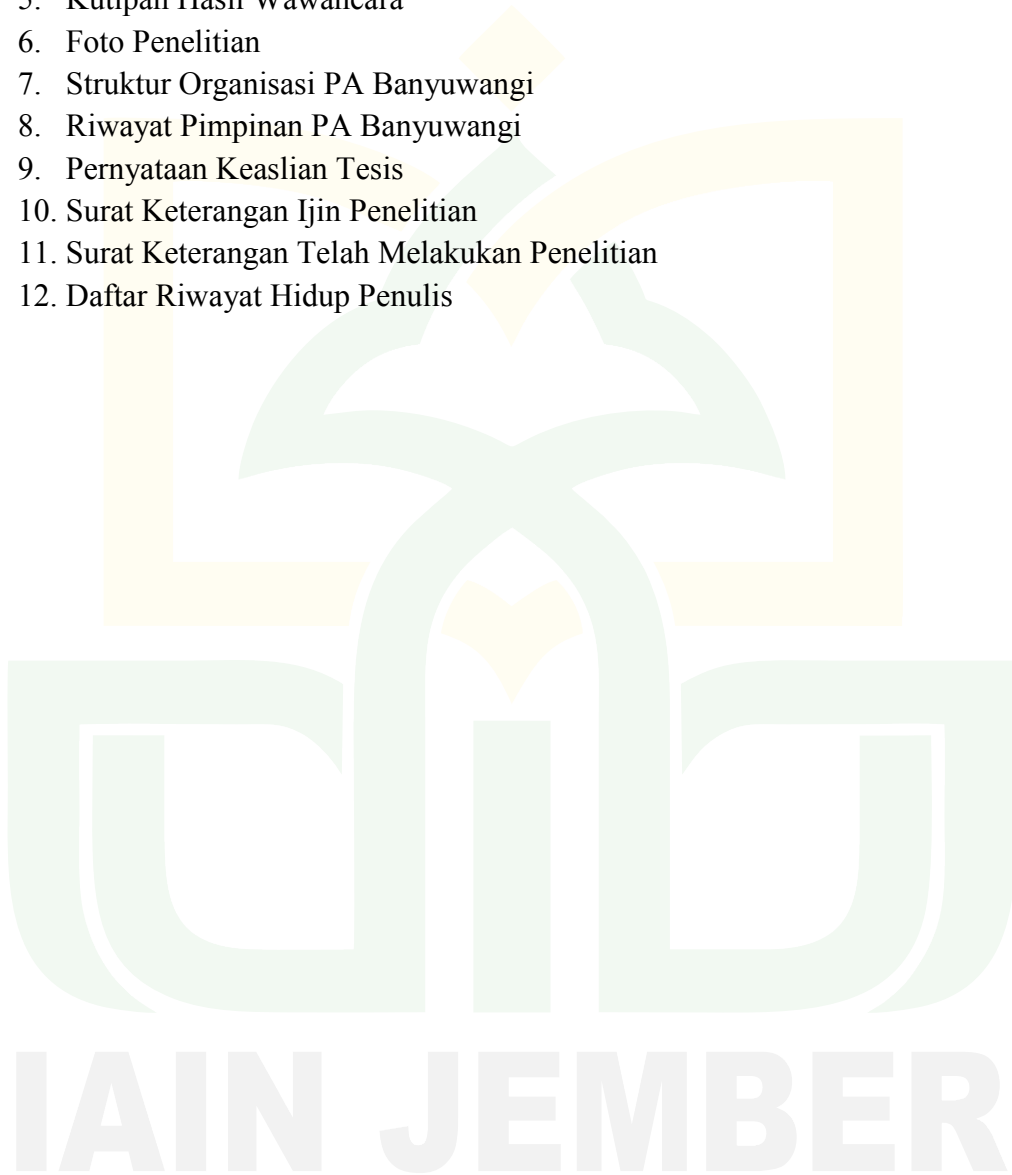 5. Kutipan Hasil Wawancara
6. Foto Penelitian
7. Struktur Organisasi PA Banyuwangi
8. Riwayat Pimpinan PA Banyuwangi
9. Pernyataan Keaslian Tesis
10. Surat Keterangan Ijin Penelitian
11. Surat Keterangan Telah Melakukan Penelitian
12. Daftar Riwayat Hidup Penulis
IAIN JEMBER